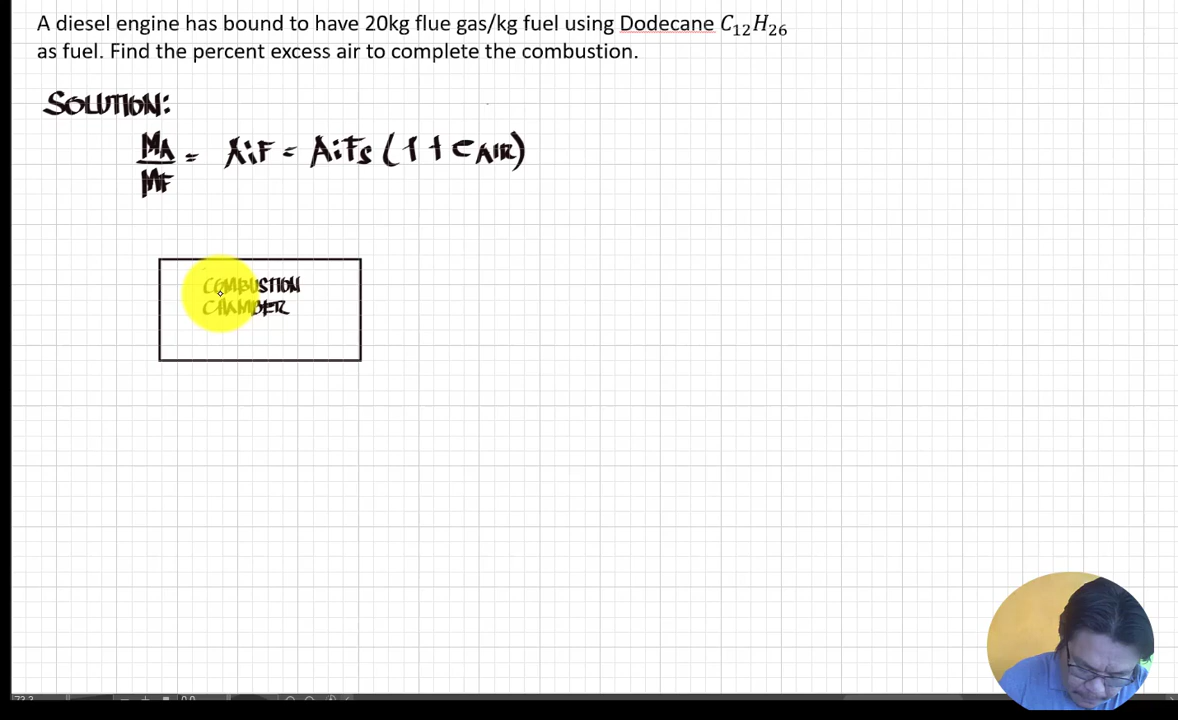 A diesel engine has bound to have 20kg flue gas/kg fuel using Dodecane C₁₂H₂₆
as fuel. Find the percent excess air to complete the combustion.
SOLUTION:
MA/MF = A:F = A:Fs (1 + e AIR)
COMBUSTION
CHAMBER